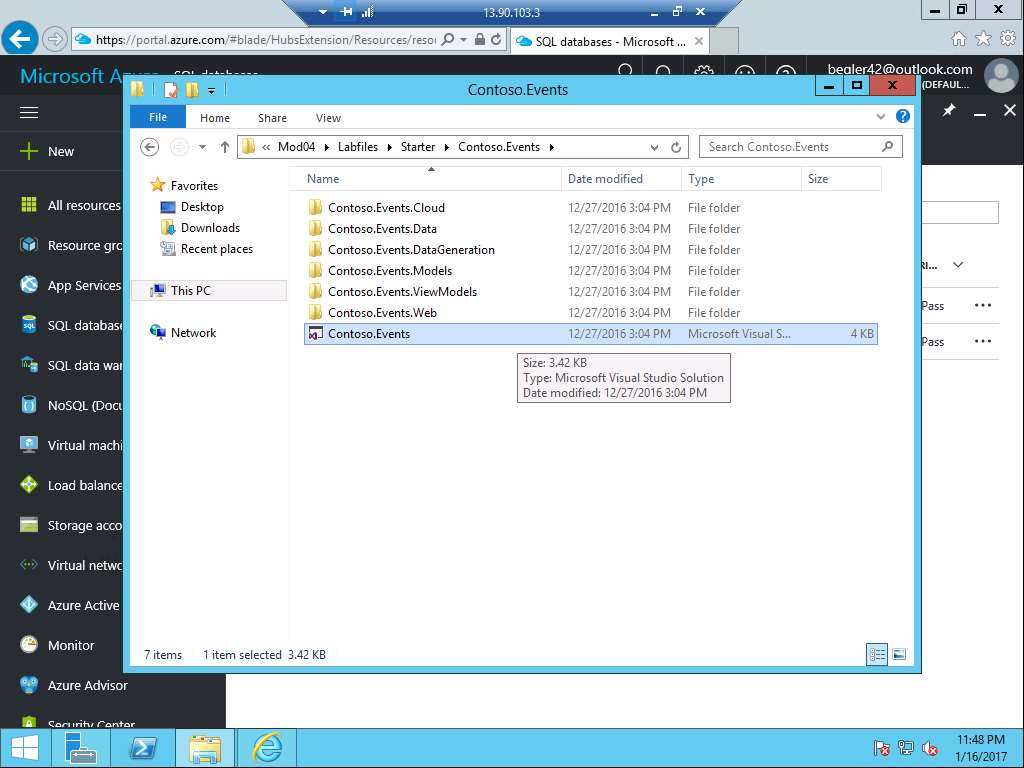 13.90.103.3
https://portal.azure.com/#blade/HubsExtension/Resources/reso
SQL databases - Microsoft ...
Microsoft
begler42@outlook.com
(DEFAUL...
Contoso.Events
File
Home
Share
View
« Mod04 Labfiles Starter Contoso.Events
Search Contoso.Events
New
All resources
Resource gro
App Services
SQL database
SQL data war
NoSQL (Docu
Virtual machi
Load balance
Storage acco
Virtual netwo
Azure Active
Monitor
Azure Advisor
Security Center
Favorites
Desktop
Downloads
Recent places
This PC
Network
Name Date modified Type Size
Contoso.Events.Cloud 12/27/2016 3:04 PM File folder
Contoso.Events.Data 12/27/2016 3:04 PM File folder
Contoso.Events.DataGeneration 12/27/2016 3:04 PM File folder
Contoso.Events.Models 12/27/2016 3:04 PM File folder
Contoso.Events.ViewModels 12/27/2016 3:04 PM File folder
Contoso.Events.Web 12/27/2016 3:04 PM File folder
Contoso.Events 12/27/2016 3:04 PM Microsoft Visual S... 4 KB
Size: 3.42 KB
Type: Microsoft Visual Studio Solution
Date modified: 12/27/2016 3:04 PM
RI...
Pass
Pass
7 items 1 item selected 3.42 KB
11:48 PM
1/16/2017